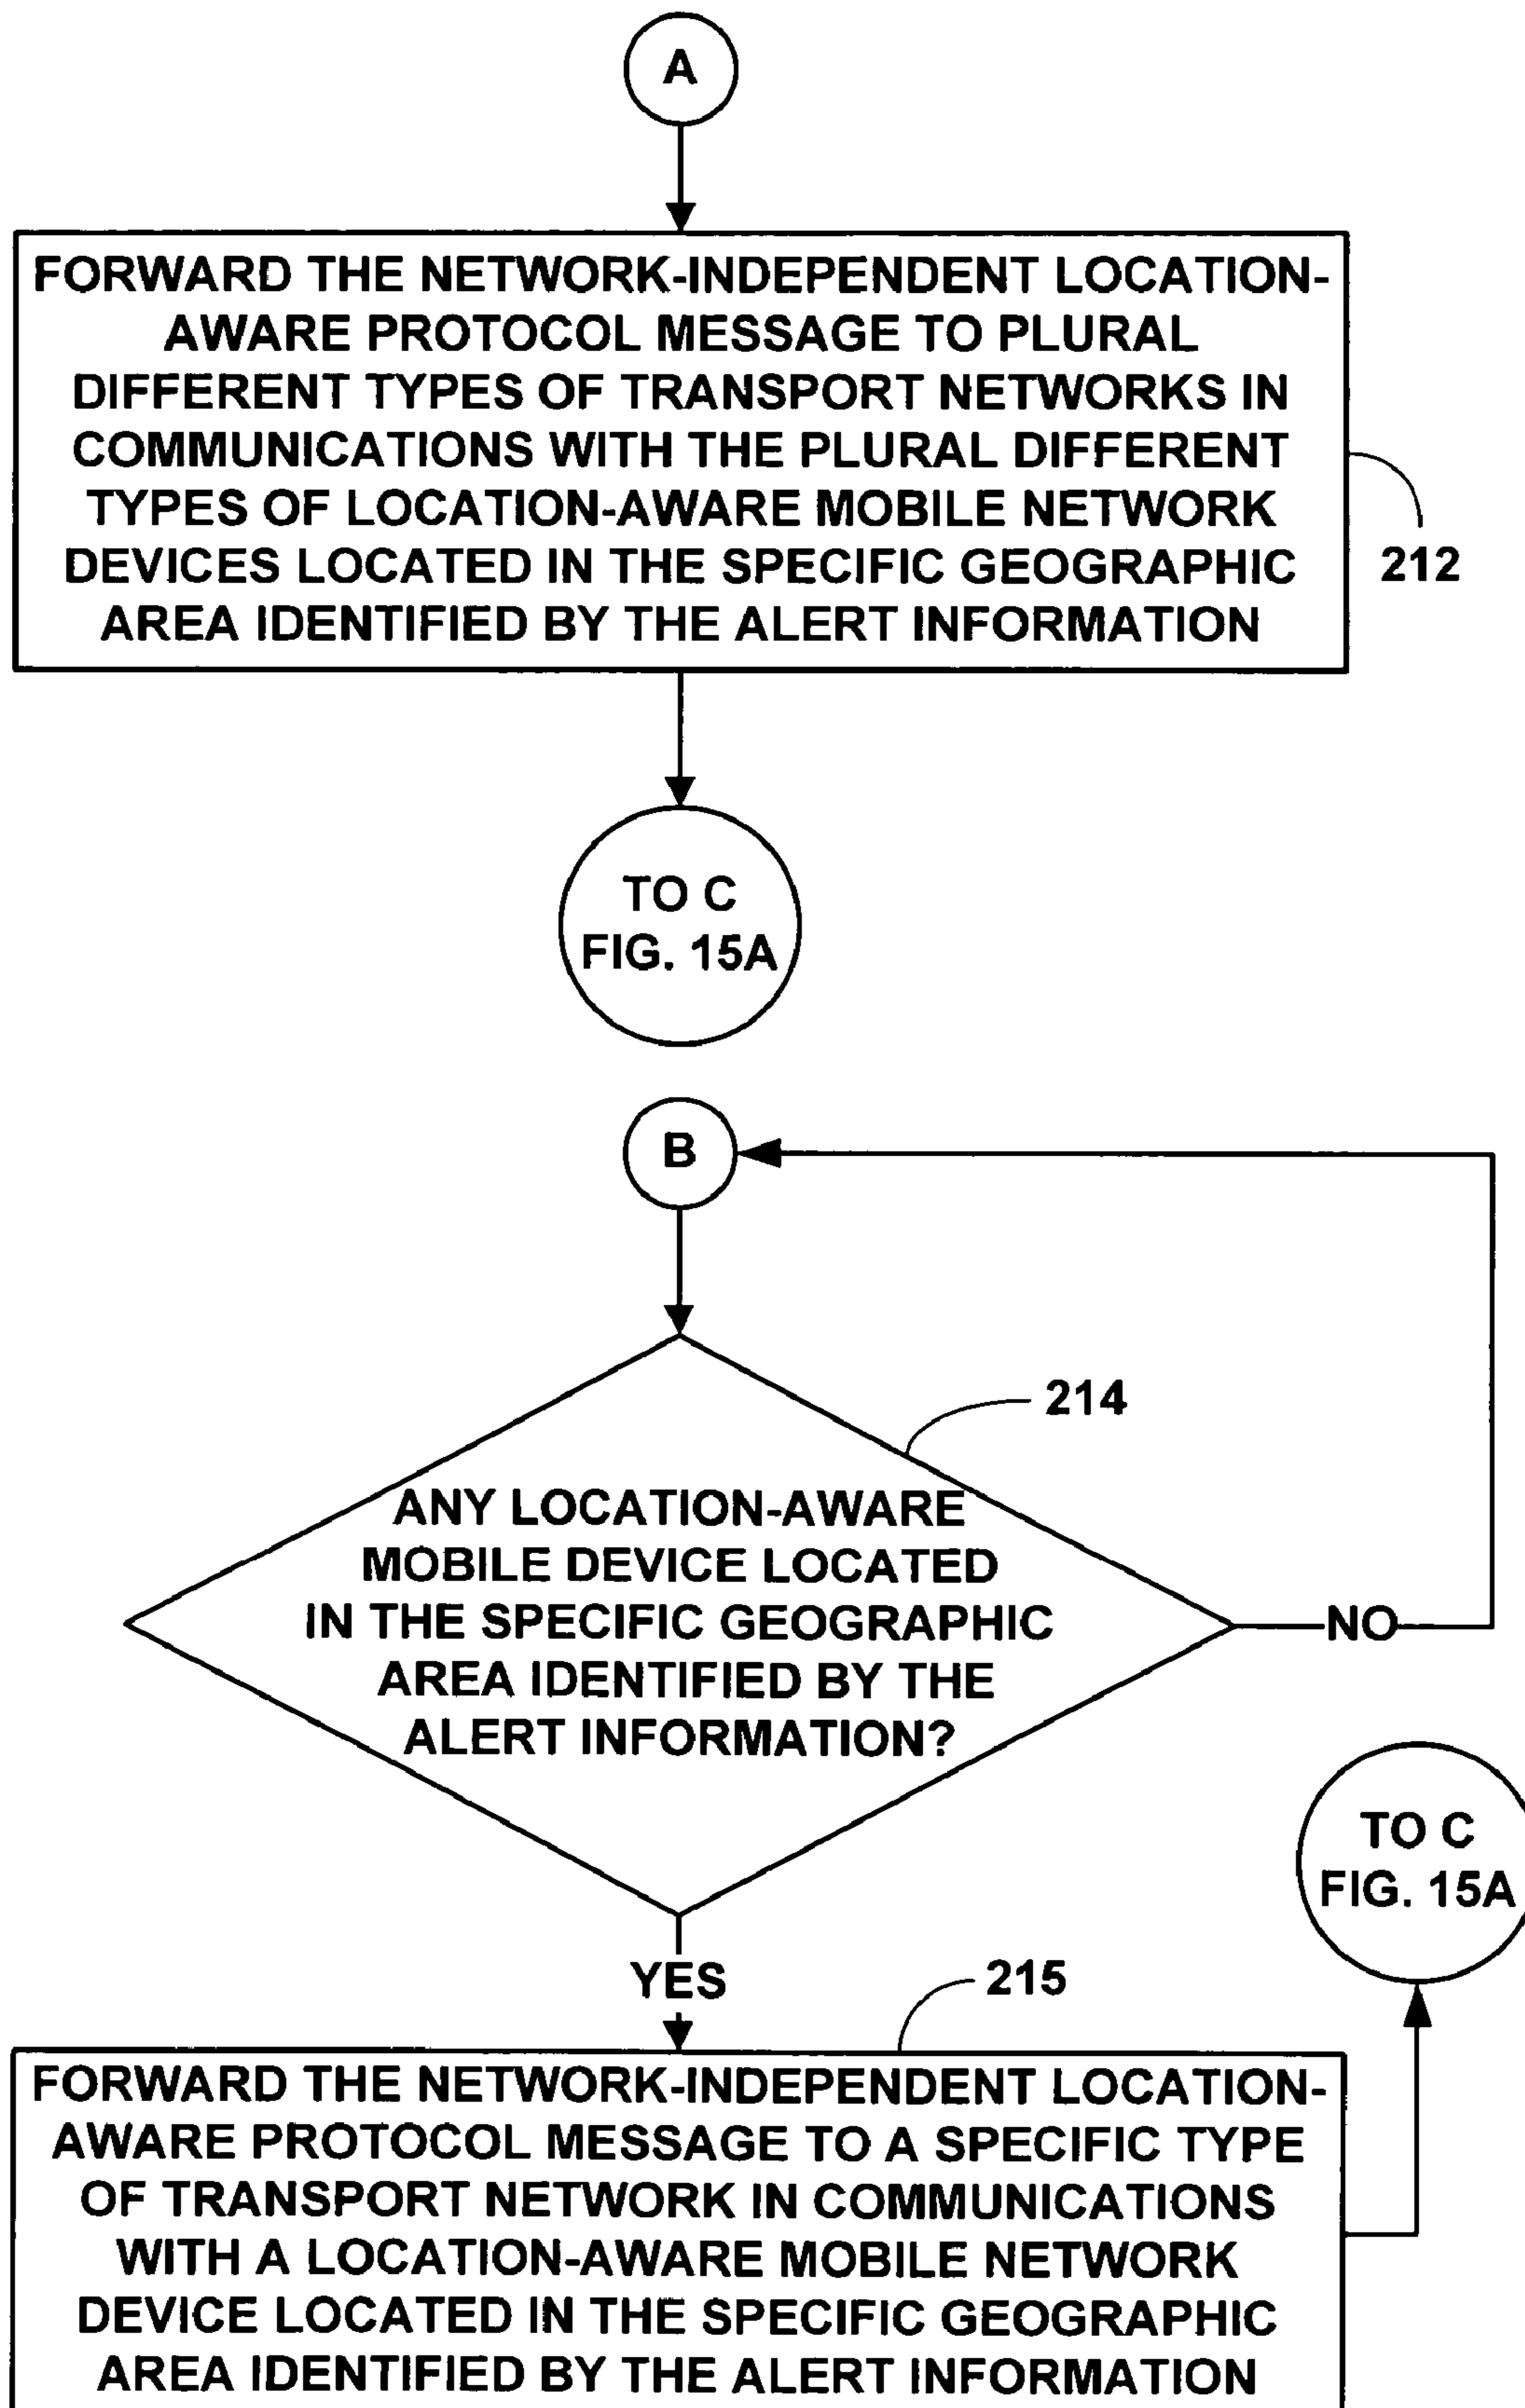 A
FORWARD THE NETWORK-INDEPENDENT LOCATION-
AWARE PROTOCOL MESSAGE TO PLURAL
DIFFERENT TYPES OF TRANSPORT NETWORKS IN
COMMUNICATIONS WITH THE PLURAL DIFFERENT
TYPES OF LOCATION-AWARE MOBILE NETWORK
DEVICES LOCATED IN THE SPECIFIC GEOGRAPHIC
AREA IDENTIFIED BY THE ALERT INFORMATION
212
TO C
FIG. 15A
B
214
ANY LOCATION-AWARE
MOBILE DEVICE LOCATED
IN THE SPECIFIC GEOGRAPHIC
AREA IDENTIFIED BY THE
ALERT INFORMATION?
NO
TO C
FIG. 15A
YES
215
FORWARD THE NETWORK-INDEPENDENT LOCATION-
AWARE PROTOCOL MESSAGE TO A SPECIFIC TYPE
OF TRANSPORT NETWORK IN COMMUNICATIONS
WITH A LOCATION-AWARE MOBILE NETWORK
DEVICE LOCATED IN THE SPECIFIC GEOGRAPHIC
AREA IDENTIFIED BY THE ALERT INFORMATION